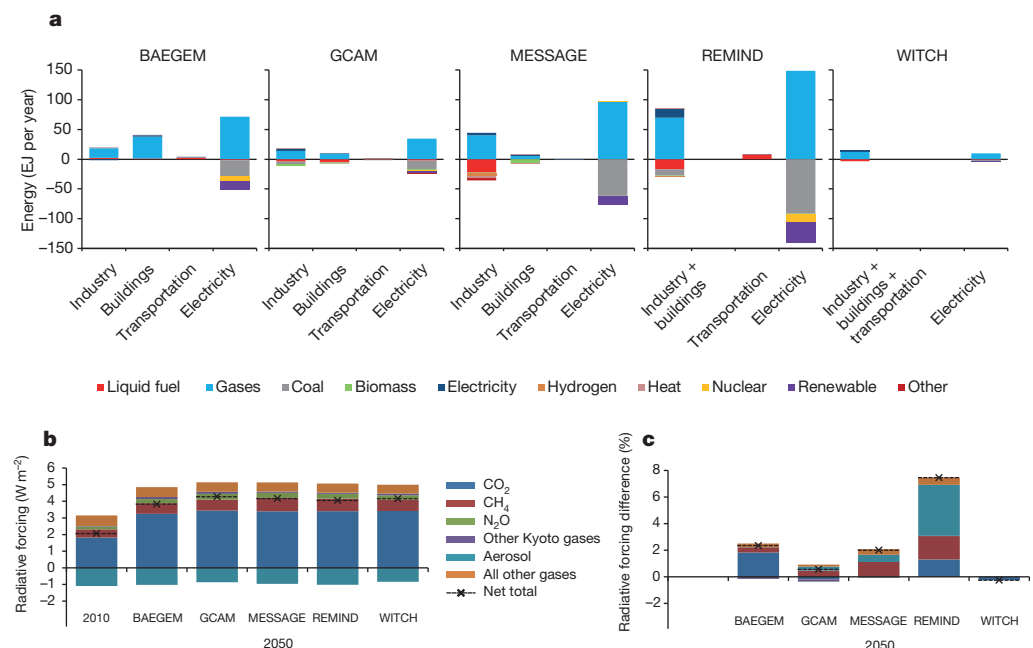 a
BAEGEM GCAM MESSAGE REMIND WITCH
Energy (EJ per year)
150
100
50
0
−50
−100
−150
Industry Buildings Transportation Electricity
Industry Buildings Transportation Electricity
Industry Buildings Transportation Electricity
Industry + buildings Transportation Electricity
Industry + buildings + transportation Electricity
Liquid fuel Gases Coal Biomass Electricity Hydrogen Heat Nuclear Renewable Other
b
Radiative forcing (W m−2)
6
5
4
3
2
1
0
−1
−2
2010 BAEGEM GCAM MESSAGE REMIND WITCH
2050
CO2
CH4
N2O
Other Kyoto gases
Aerosol
All other gases
Net total
c
Radiative forcing difference (%)
8
6
4
2
0
−2
BAEGEM GCAM MESSAGE REMIND WITCH
2050